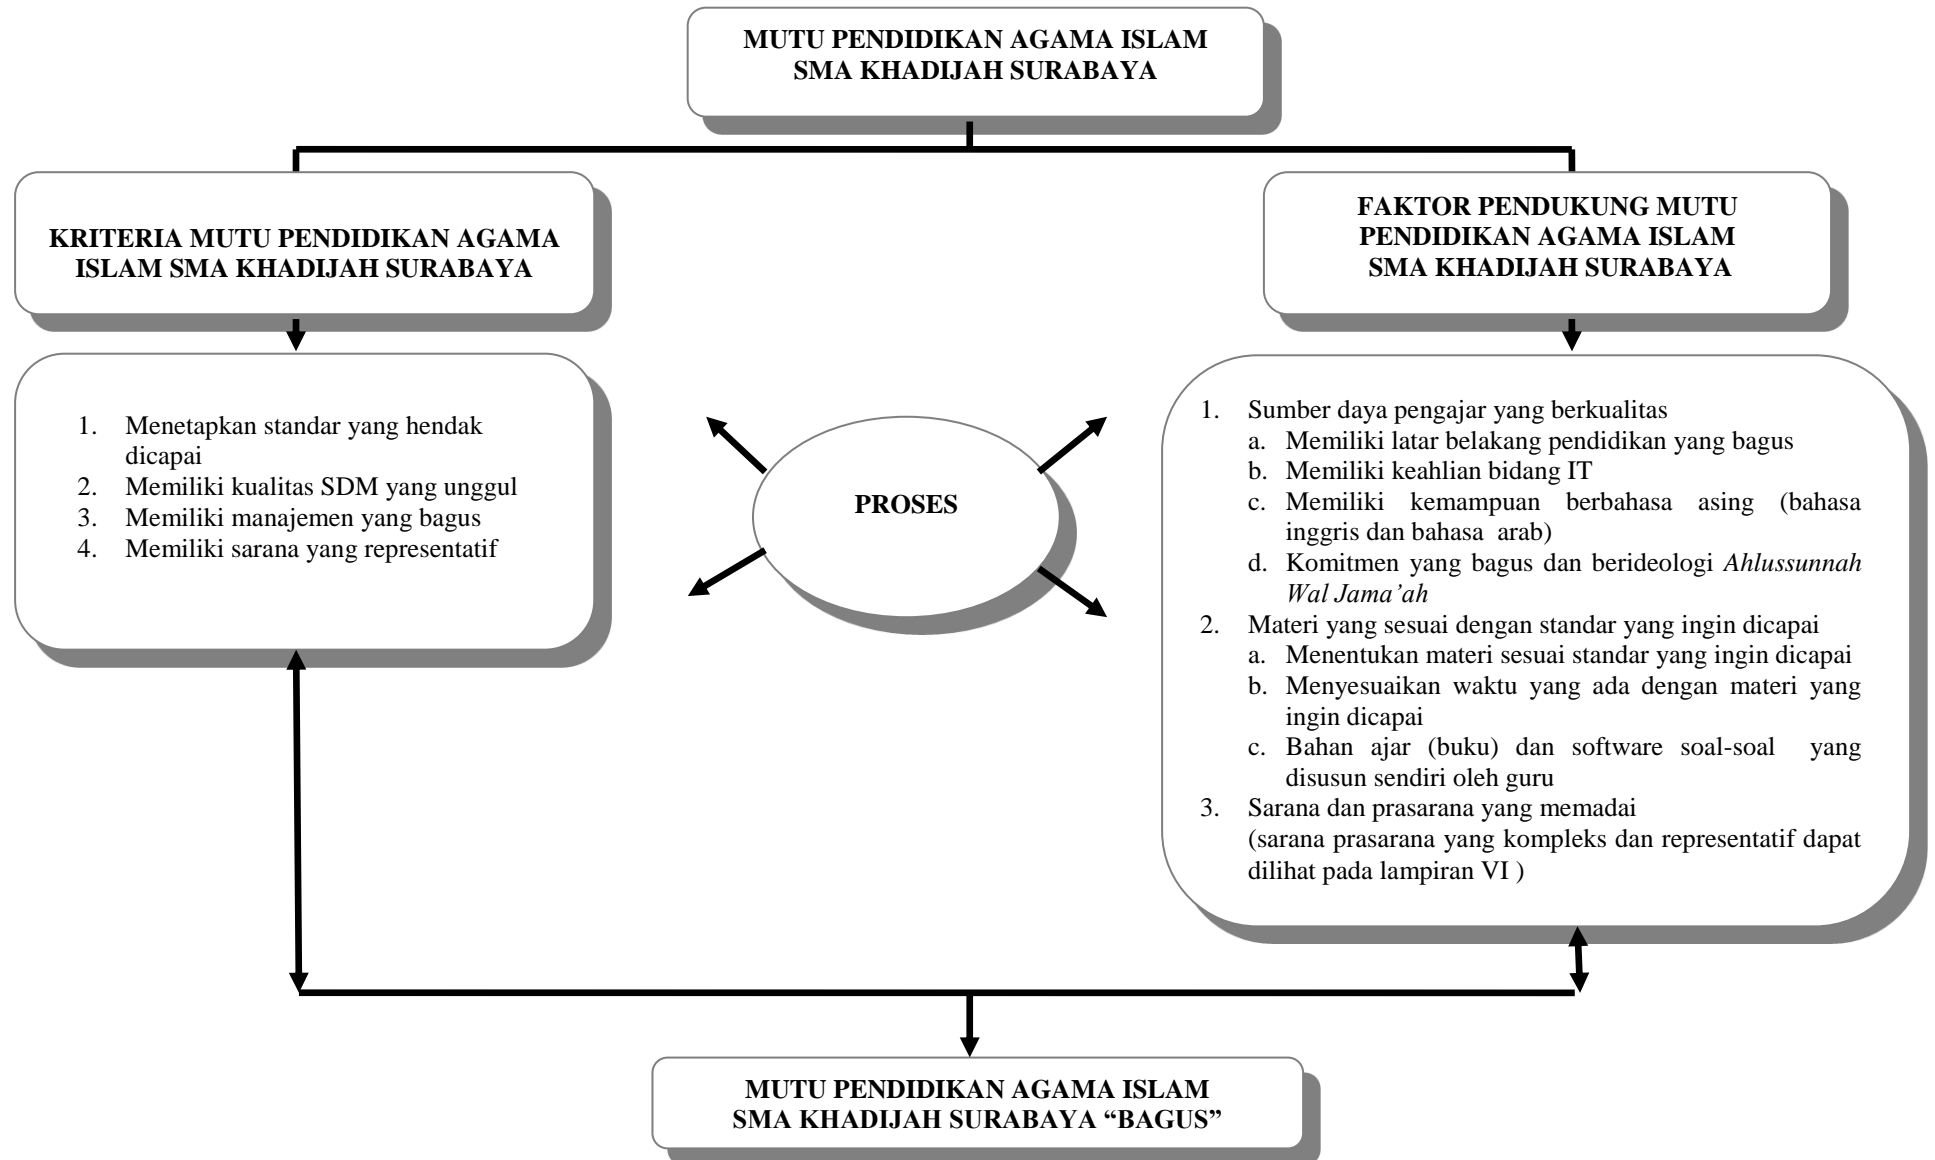 MUTU PENDIDIKAN AGAMA ISLAM
SMA KHADIJAH SURABAYA
KRITERIA MUTU PENDIDIKAN AGAMA
ISLAM SMA KHADIJAH SURABAYA
FAKTOR PENDUKUNG MUTU
PENDIDIKAN AGAMA ISLAM
SMA KHADIJAH SURABAYA
1. Menetapkan standar yang hendak
dicapai
2. Memiliki kualitas SDM yang unggul
3. Memiliki manajemen yang bagus
4. Memiliki sarana yang representatif
PROSES
1. Sumber daya pengajar yang berkualitas
a. Memiliki latar belakang pendidikan yang bagus
b. Memiliki keahlian bidang IT
c. Memiliki kemampuan berbahasa asing (bahasa
inggris dan bahasa arab)
d. Komitmen yang bagus dan berideologi Ahlussunnah
Wal Jama’ah
2. Materi yang sesuai dengan standar yang ingin dicapai
a. Menentukan materi sesuai standar yang ingin dicapai
b. Menyesuaikan waktu yang ada dengan materi yang
ingin dicapai
c. Bahan ajar (buku) dan software soal-soal yang
disusun sendiri oleh guru
3. Sarana dan prasarana yang memadai
(sarana prasarana yang kompleks dan representatif dapat
dilihat pada lampiran VI )
MUTU PENDIDIKAN AGAMA ISLAM
SMA KHADIJAH SURABAYA “BAGUS”